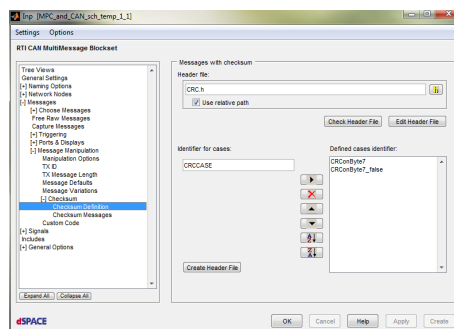 Inp [MPC_and_CAN_sch_temp_1_1]
Settings Options
RTI CAN MultiMessage Blockset
Tree Views
General Settings
[+] Naming Options
[+] Network Nodes
[-] Messages
[+] Choose Messages
Free Raw Messages
Capture Messages
[+] Triggering
[+] Ports & Displays
[-] Message Manipulation
Manipulation Options
TX ID
TX Message Length
Message Defaults
Message Variations
[-] Checksum
Checksum Definition
Checksum Messages
Custom Code
[+] Signals
Includes
[+] General Options
Expand All Collapse All
Messages with checksum
Header file:
CRC.h
Use relative path
Check Header File Edit Header File
Identifier for cases:
CRCCASE
Create Header File
Defined cases identifier:
CRConByte7
CRConByte7_false
dSPACE
OK Cancel Help Apply Create